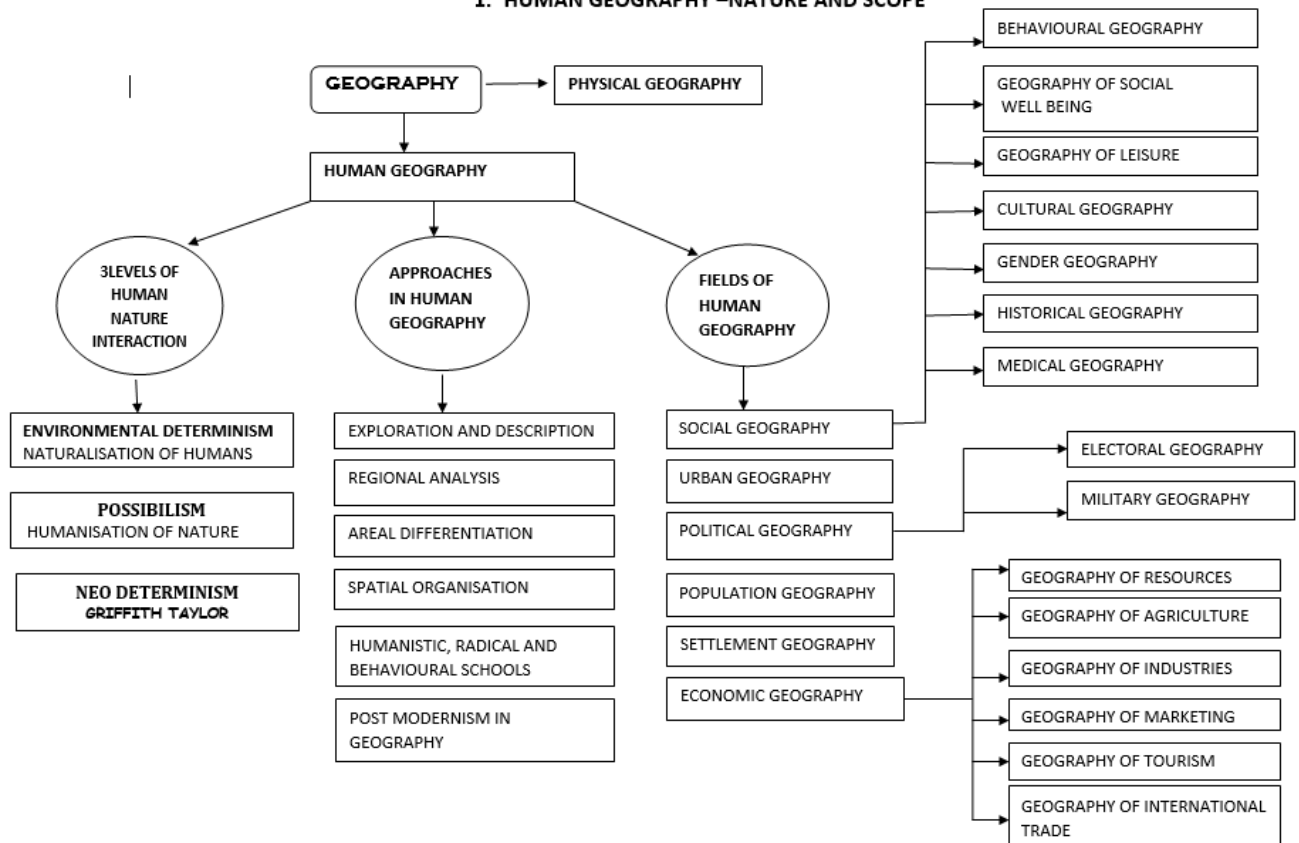 1. HUMAN GEOGRAPHY –NATURE AND SCOPE
GEOGRAPHY
PHYSICAL GEOGRAPHY
HUMAN GEOGRAPHY
3LEVELS OF
HUMAN
NATURE
INTERACTION
ENVIRONMENTAL DETERMINISM
NATURALISATION OF HUMANS
POSSIBILISM
HUMANISATION OF NATURE
NEO DETERMINISM
GRIFFITH TAYLOR
APPROACHES
IN HUMAN
GEOGRAPHY
EXPLORATION AND DESCRIPTION
REGIONAL ANALYSIS
AREAL DIFFERENTIATION
SPATIAL ORGANISATION
HUMANISTIC, RADICAL AND
BEHAVIOURAL SCHOOLS
POST MODERNISM IN
GEOGRAPHY
FIELDS OF
HUMAN
GEOGRAPHY
SOCIAL GEOGRAPHY
URBAN GEOGRAPHY
POLITICAL GEOGRAPHY
POPULATION GEOGRAPHY
SETTLEMENT GEOGRAPHY
ECONOMIC GEOGRAPHY
BEHAVIOURAL GEOGRAPHY
GEOGRAPHY OF SOCIAL
WELL BEING
GEOGRAPHY OF LEISURE
CULTURAL GEOGRAPHY
GENDER GEOGRAPHY
HISTORICAL GEOGRAPHY
MEDICAL GEOGRAPHY
ELECTORAL GEOGRAPHY
MILITARY GEOGRAPHY
GEOGRAPHY OF RESOURCES
GEOGRAPHY OF AGRICULTURE
GEOGRAPHY OF INDUSTRIES
GEOGRAPHY OF MARKETING
GEOGRAPHY OF TOURISM
GEOGRAPHY OF INTERNATIONAL
TRADE